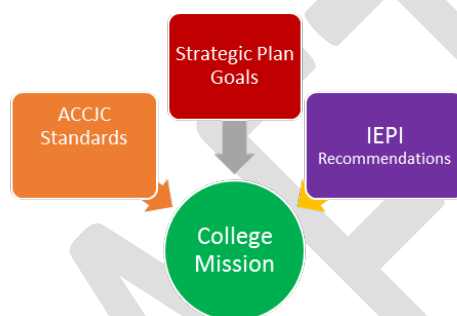 Strategic Plan
Goals
ACCJC
Standards
IEPI
Recommendations
College
Mission